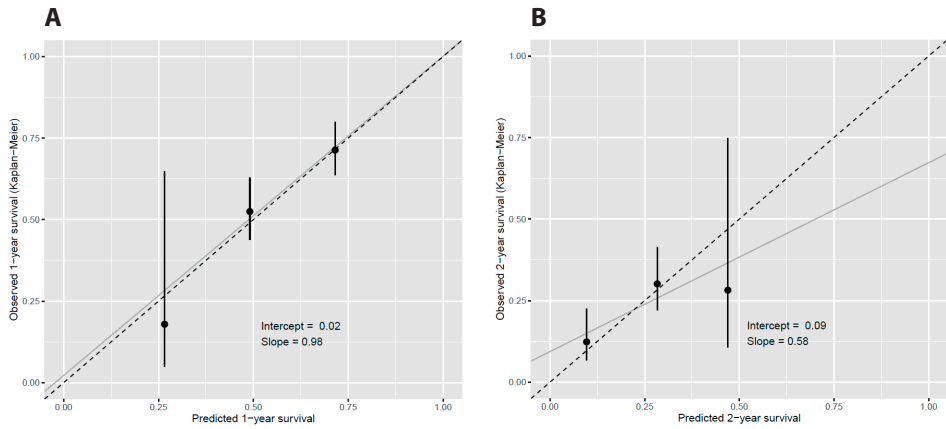 A
Observed 1−year survival (Kaplan−Meier)
1.00
0.75
0.50
0.25
0.00
Intercept =  0.02
Slope = 0.98
0.00 0.25 0.50 0.75 1.00
Predicted 1−year survival
B
Observed 2−year survival (Kaplan−Meier)
1.00
0.75
0.50
0.25
0.00
Intercept =  0.09
Slope = 0.58
0.00 0.25 0.50 0.75 1.00
Predicted 2−year survival